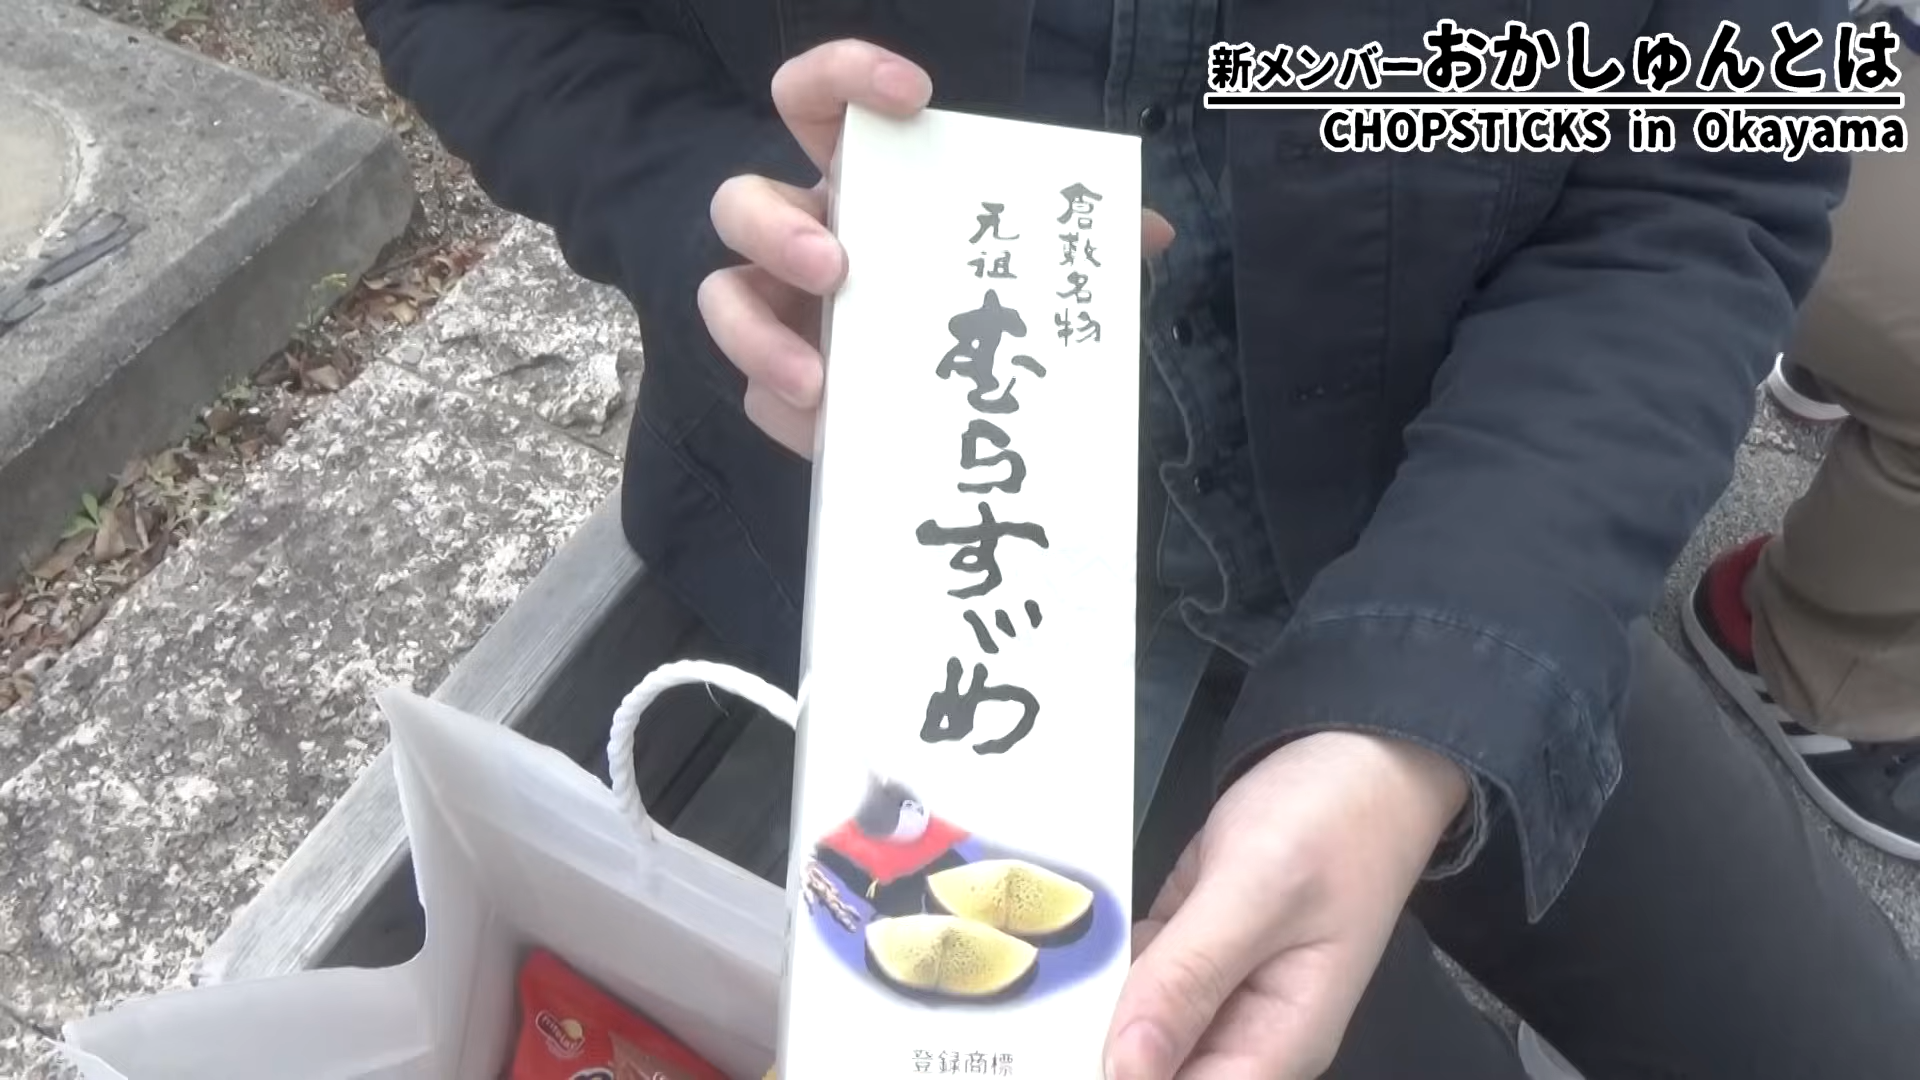 新メンバーおかしゅんとは
CHOPSTICKS in Okayama
倉敷名物
元祖
むらすゞめ
登録商標